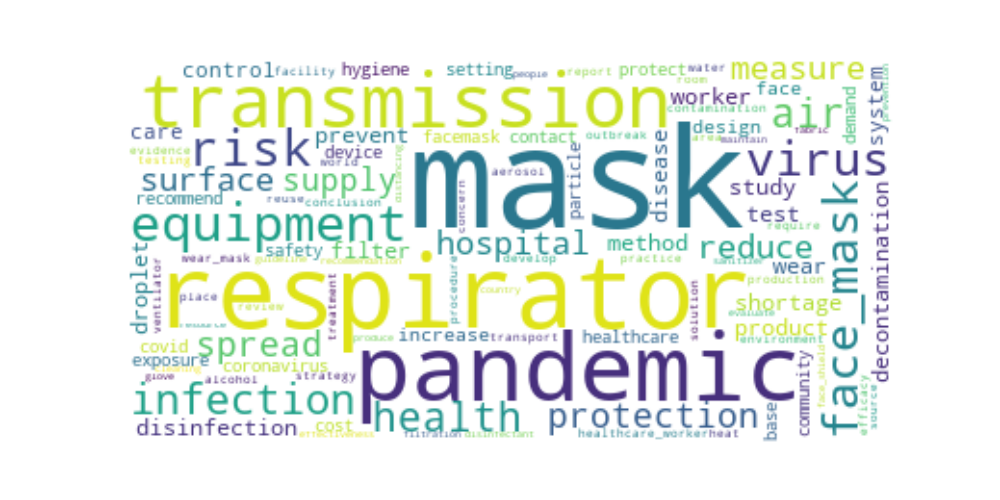 control facility hygiene setting people report protect water measure
room
transmission worker face air demand system prevention
contamination
care risk prevent facemask contact outbreak disease design fabric
evidence device area maintain
testing world distancing mask virus
surface supply aerosol particle study
recommend reuse conclusion concern test
equipment hospital method reduce require
droplet safety filter develop practice sanitizer wear face_mask decontamination
wear_mask guideline recommendation
ventilator respirator procedure country production
place review treatment solution shortage
resource evaluate
spread produce increase transport healthcare product environment
covid
exposure coronavirus pandemic
cleaning
glove alcohol strategy community face_shield efficacy source
infection health protection base
disinfection cost
effectiveness filtration disinfectant healthcare_worker heat